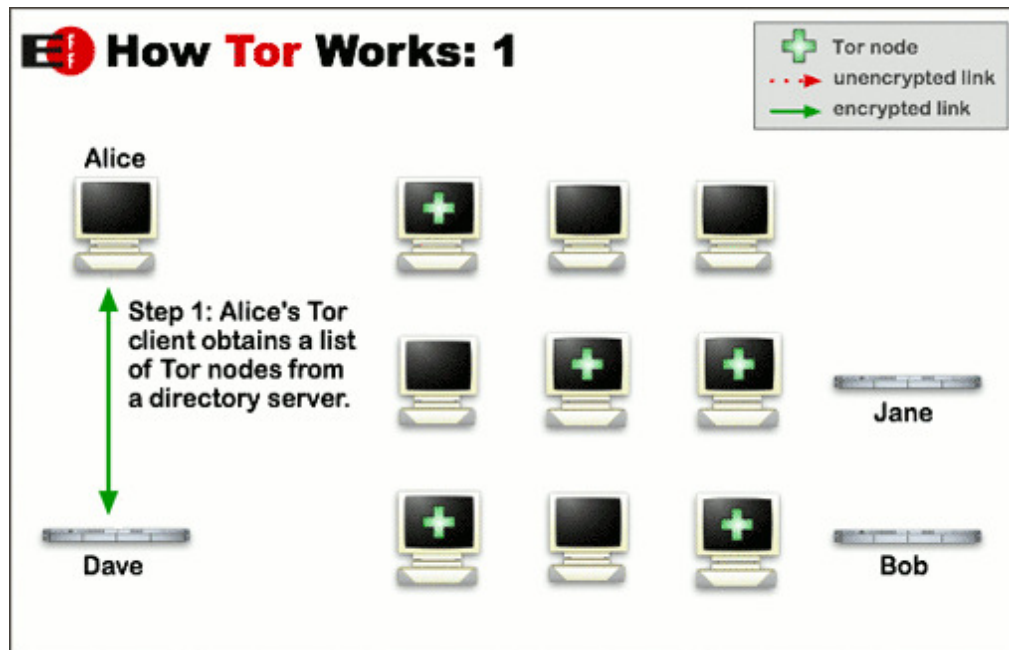 EFF How Tor Works: 1
Tor node
unencrypted link
encrypted link
Alice
Step 1: Alice's Tor
client obtains a list
of Tor nodes from
a directory server.
Jane
Dave
Bob